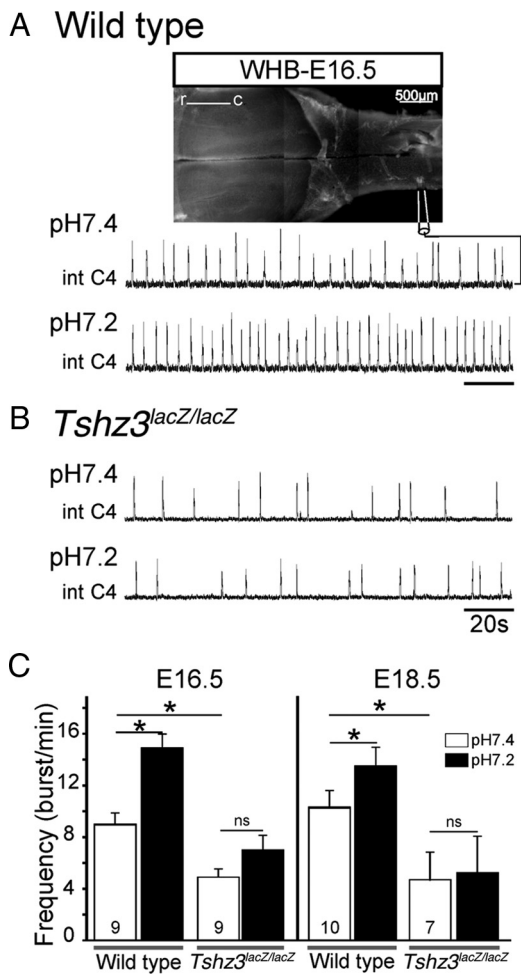 A Wild type
WHB-E16.5
r c 500µm
pH7.4
int C4
pH7.2
int C4
B Tshz3lacZ/lacZ
pH7.4
int C4
pH7.2
int C4
20s
C
E16.5 E18.5
* *
* *
pH7.4
pH7.2
ns ns
Frequency (burst/min)
16
12
8
4
0
9 9 10 7
Wild type Tshz3lacZ/lacZ Wild type Tshz3lacZ/lacZ